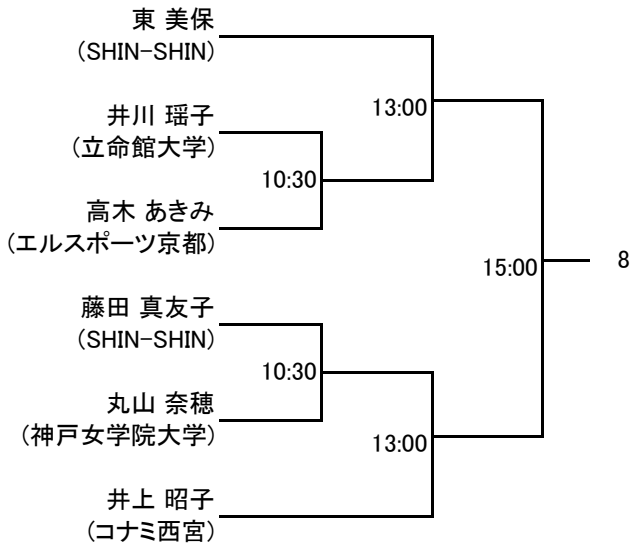 東 美保
(SHIN-SHIN)
13:00
井川 瑶子
(立命館大学)
10:30
高木 あきみ
(エルスポーツ京都)
15:00
8
藤田 真友子
(SHIN-SHIN)
10:30
丸山 奈穂
(神戸女学院大学)
13:00
井上 昭子
(コナミ西宮)